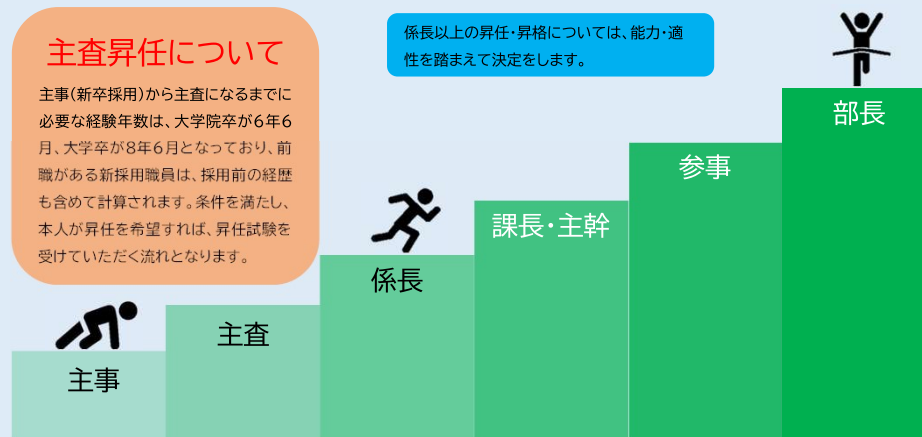 主査昇任について
主事（新卒採用）から主査になるまでに
必要な経験年数は、大学院卒が６年６
月、大学卒が８年６月となっており、前
職がある新採用職員は、採用前の経歴
も含めて計算されます。条件を満たし、
本人が昇任を希望すれば、昇任試験を
受けていただく流れとなります。
係長以上の昇任・昇格については、能力・適
性を踏まえて決定をします。
主事
主査
係長
課長・主幹
参事
部長